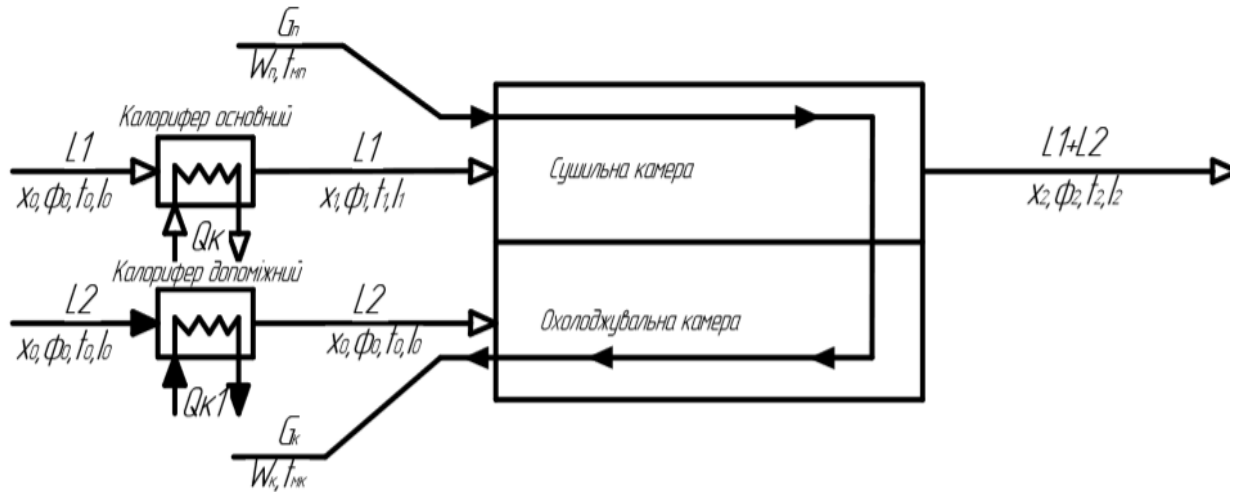 Gп
Wп, tмп
Калорифер основний
L1
x0, φ0, t0, I0
L1
x1, φ1, t1, I1
Qк
Сушильна камера
L1+L2
x2, φ2, t2, I2
Калорифер допоміжний
L2
x0, φ0, t0, I0
L2
x0, φ0, t0, I0
Qк1
Охолоджувальна камера
Gк
Wк, tмк